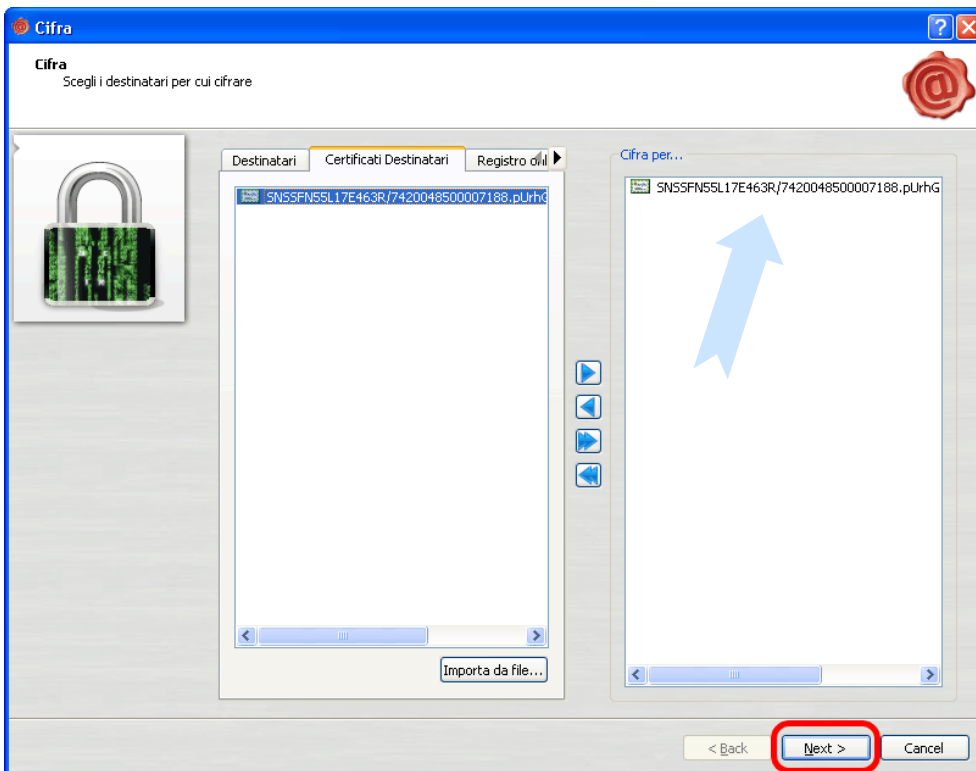 Cifra
Cifra
Scegli i destinatari per cui cifrare
Destinatari
Certificati Destinatari
Registro
SNSSFN55L17E463R/7420048500007188.pUrhG
Importa da file...
Cifra per...
SNSSFN55L17E463R/7420048500007188.pUrhG
< Back
Next >
Cancel